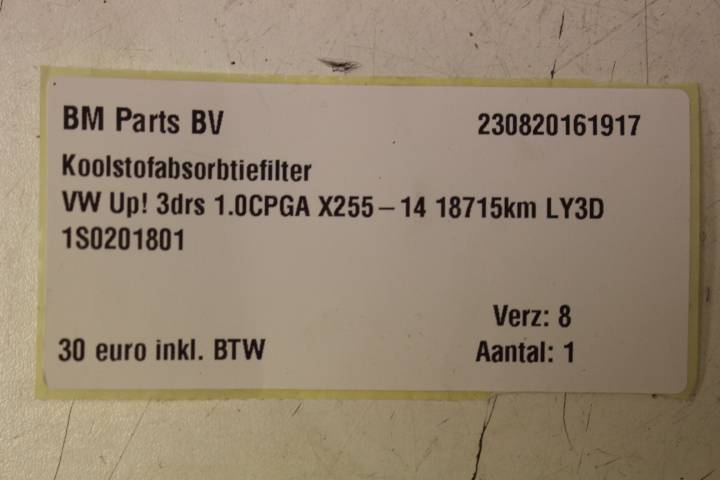 BM Parts BV 230820161917
Koolstofabsorbtiefilter
VW Up! 3drs 1.0CPGA X255-14 18715km LY3D
1S0201801
Verz: 8
30 euro inkl. BTW Aantal: 1